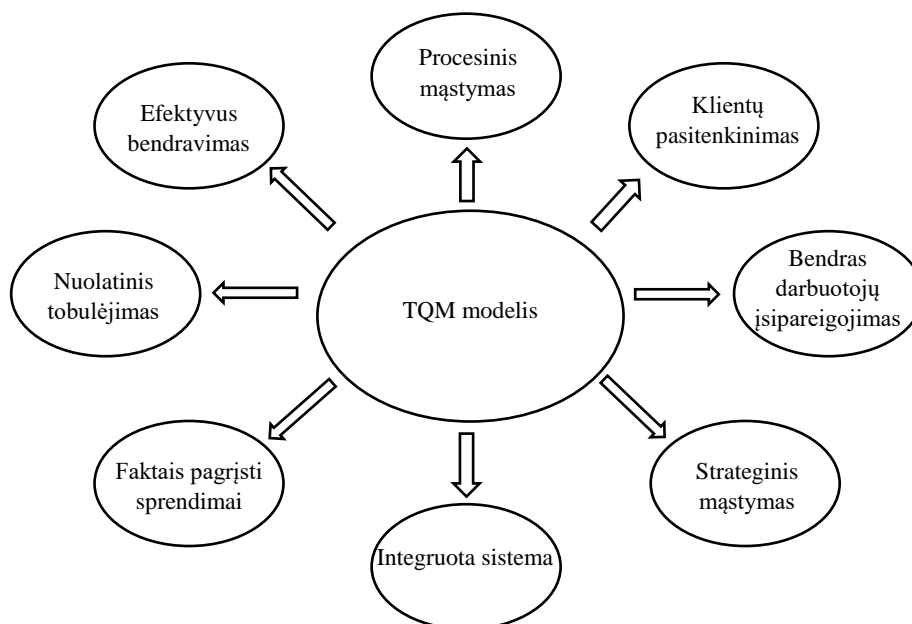 Procesinis
mąstymas
Efektyvus
bendravimas
Klientų
pasitenkinimas
Nuolatinis
tobulėjimas
TQM modelis
Bendras
darbuotojų
įsipareigojimas
Faktais pagrįsti
sprendimai
Strateginis
mąstymas
Integruota sistema